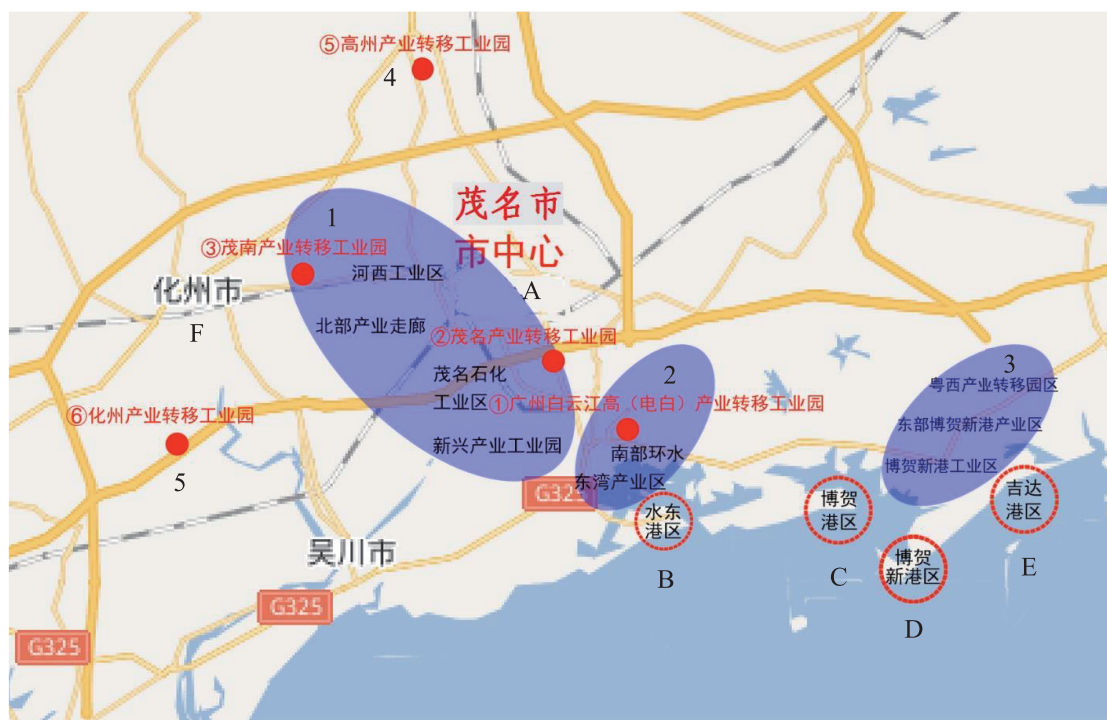 ⑤高州产业转移工业园
4
茂名市
市中心
A
1
③茂南产业转移工业园
河西工业区
化州市
F
北部产业走廊
②茂名产业转移工业园
茂名石化
工业区
新兴产业工业园
2
①广州白云江高（电白）产业转移工业园
南部环水
东湾产业区
3
粤西产业转移园区
东部博贺新港产业区
博贺新港工业区
⑥化州产业转移工业园
5
G325
水东
港区
B
博贺
港区
C
博贺
新港区
D
吉达
港区
E
吴川市
G325
G325